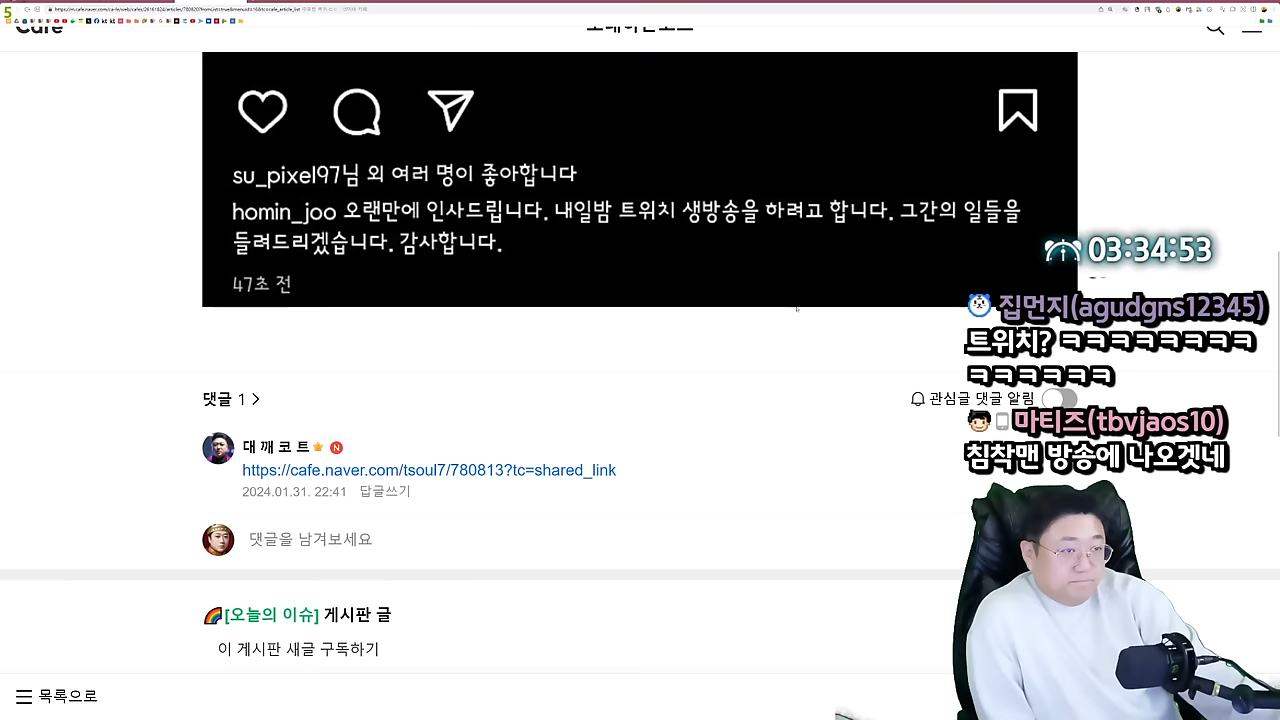 5
Cafe
su_pixel97님 외 여러 명이 좋아합니다
homin_joo 오랜만에 인사드립니다. 내일밤 트위치 생방송을 하려고 합니다. 그간의 일들을
들려드리겠습니다. 감사합니다.
47초 전
03:34:53
집먼지(agudgns12345)
트위치? ㅋㅋㅋㅋㅋㅋㅋㅋ
ㅋㅋㅋㅋㅋㅋ
댓글 1
관심글 댓글 알림
마티즈(tbvjaos10)
침착맨 방송에 나오겟네
대 깨 코 트 N
https://cafe.naver.com/tsoul7/780813?tc=shared_link
2024.01.31. 22:41 답글쓰기
댓글을 남겨보세요
[오늘의 이슈] 게시판 글
이 게시판 새글 구독하기
목록으로